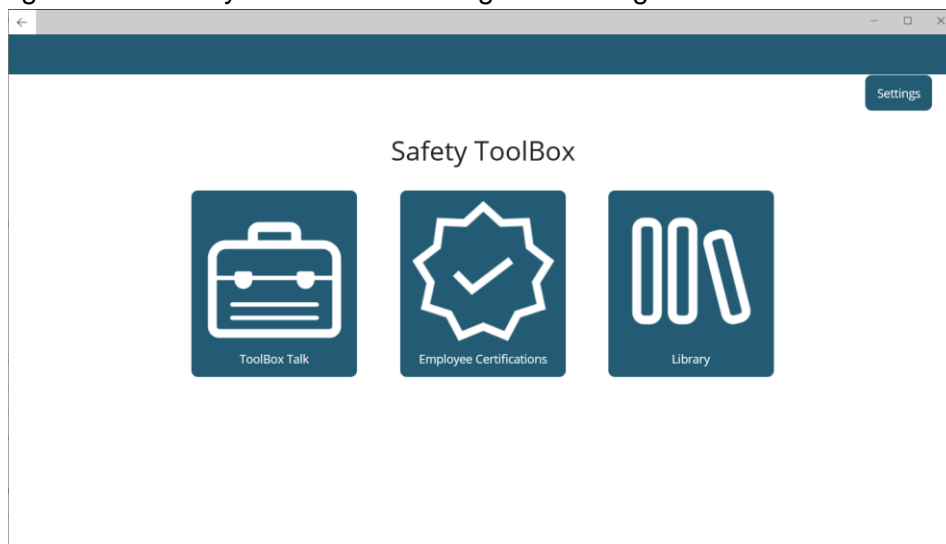 Settings
Safety ToolBox
ToolBox Talk
Employee Certifications
Library